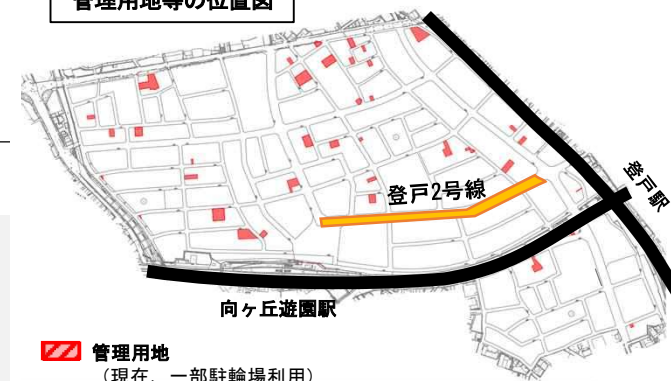 管理用地等の位置図
登戸2号線
登戸駅
向ヶ丘遊園駅
管理用地
（現在、一部駐輪場利用）